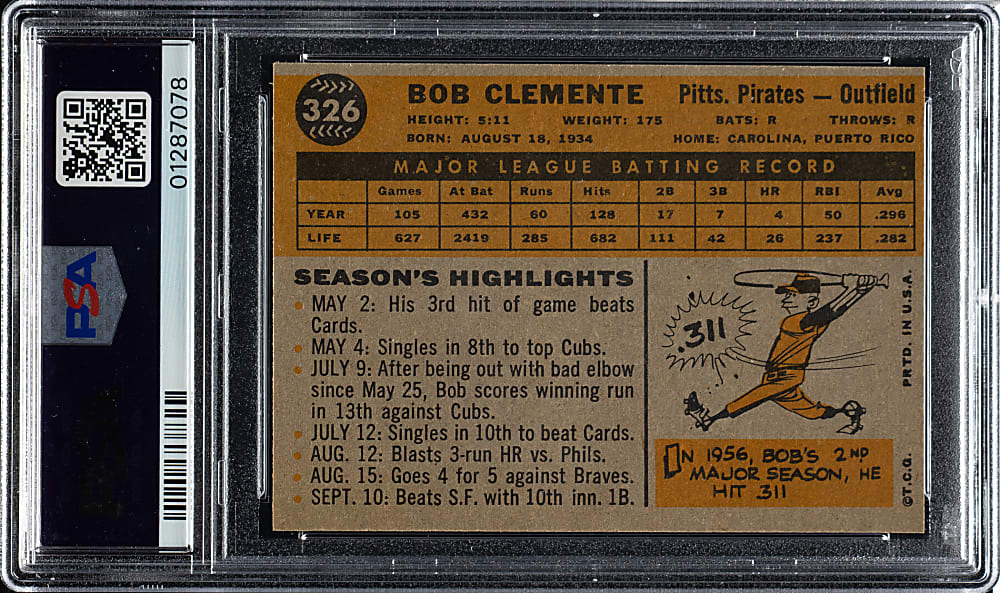 01287078
PSA
326
BOB CLEMENTE Pitts. Pirates — Outfield
HEIGHT: 5:11 WEIGHT: 175 BATS: R THROWS: R
BORN: AUGUST 18, 1934 HOME: CAROLINA, PUERTO RICO
MAJOR LEAGUE BATTING RECORD
Games At Bat Runs Hits 2B 3B HR RBI Avg
YEAR 105 432 60 128 17 7 4 50 .296
LIFE 627 2419 285 682 111 42 26 237 .282
SEASON'S HIGHLIGHTS
• MAY 2: His 3rd hit of game beats
Cards.
• MAY 4: Singles in 8th to top Cubs.
• JULY 9: After being out with bad elbow
since May 25, Bob scores winning run
in 13th against Cubs.
• JULY 12: Singles in 10th to beat Cards.
• AUG. 12: Blasts 3-run HR vs. Phils.
• AUG. 15: Goes 4 for 5 against Braves.
• SEPT. 10: Beats S.F. with 10th inn. 1B.
.311
IN 1956, BOB'S 2ND
MAJOR SEASON, HE
HIT .311
©T.C.G. PRTD. IN U.S.A.